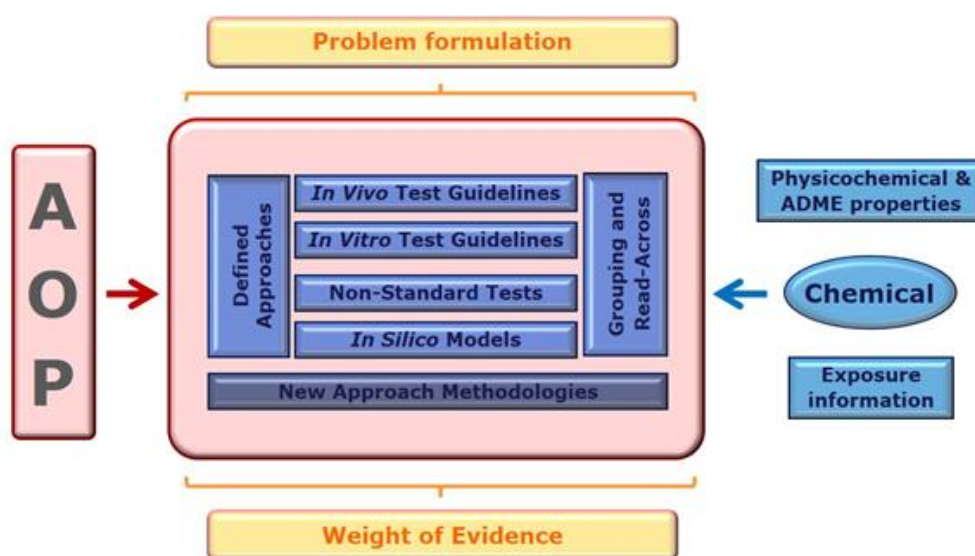 Problem formulation
A
O
P
Defined
Approaches
In Vivo Test Guidelines
In Vitro Test Guidelines
Non-Standard Tests
In Silico Models
Grouping and
Read-Across
New Approach Methodologies
Physicochemical &
ADME properties
Chemical
Exposure
information
Weight of Evidence